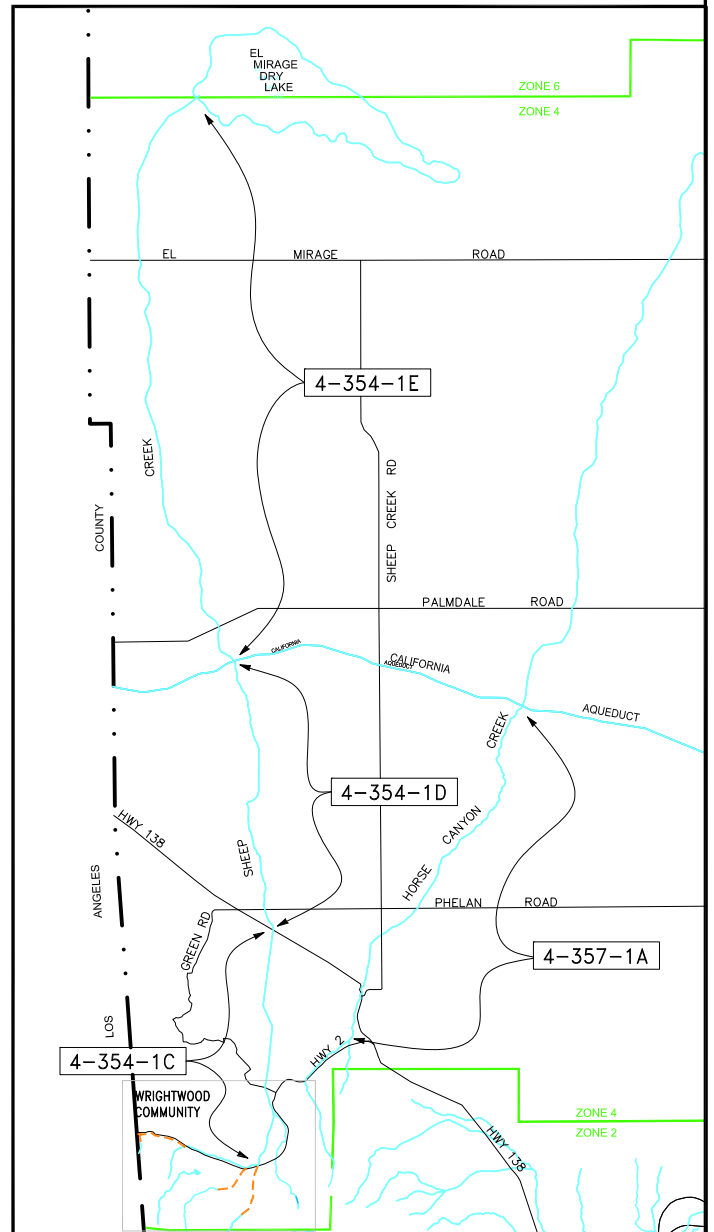 EL
MIRAGE
DRY
LAKE
ZONE 6
ZONE 4
EL MIRAGE ROAD
4-354-1E
CREEK
SHEEP CREEK RD
COUNTY
PALMDALE ROAD
CALIFORNIA
CALIFORNIA
AQUEDUCT
AQUEDUCT
CREEK
4-354-1D
HWY 138
CANYON
SHEEP
HORSE
ANGELES
PHELAN ROAD
GREEN RD
4-357-1A
LOS
HWY 2
4-354-1C
WRIGHTWOOD
COMMUNITY
ZONE 4
ZONE 2
HWY 138